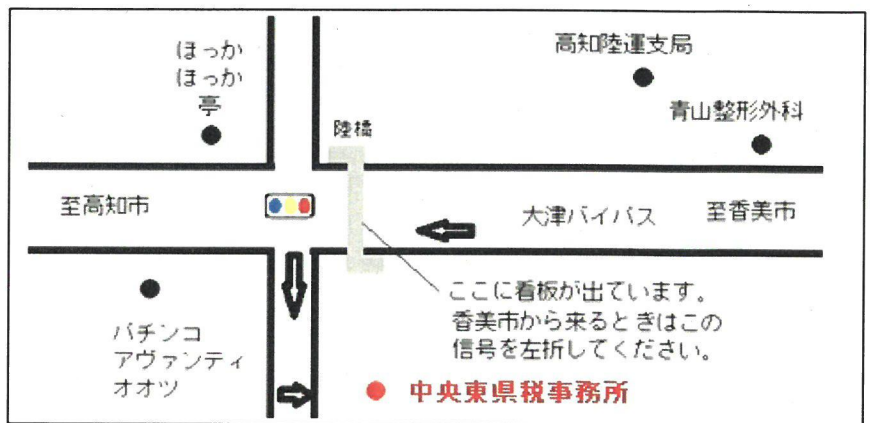 ほっか
ほっか
亭
高知陸運支局
青山整形外科
陸橋
至高知市
大津バイパス
至香美市
ここに看板が出ています。
香美市から来るときはこの
信号を左折してください。
パチンコ
アヴァンティ
オオツ
中央東県税事務所